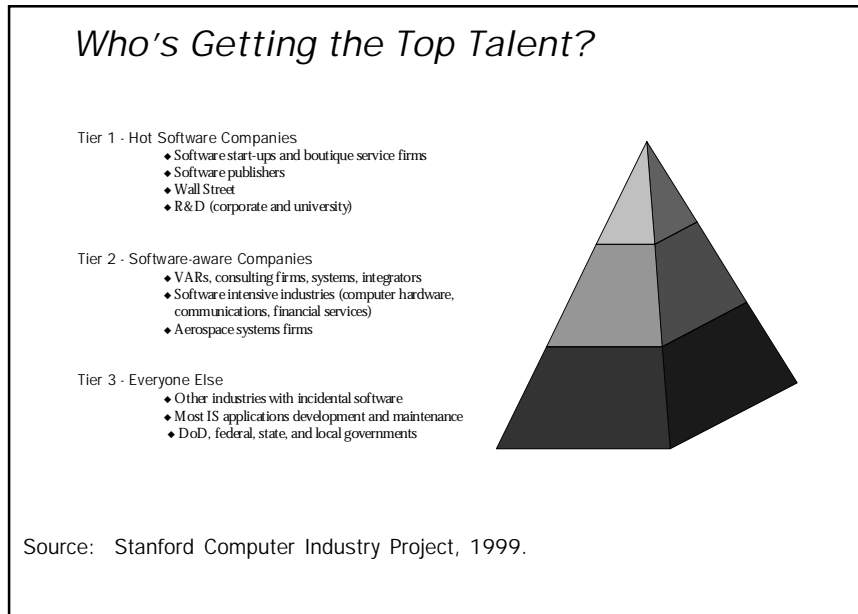 Who's Getting the Top Talent?
Tier 1 - Hot Software Companies
◆ Software start-ups and boutique service firms
◆ Software publishers
◆ Wall Street
◆ R&D (corporate and university)
Tier 2 - Software-aware Companies
◆ VARs, consulting firms, systems, integrators
◆ Software intensive industries (computer hardware,
communications, financial services)
◆ Aerospace systems firms
Tier 3 - Everyone Else
◆ Other industries with incidental software
◆ Most IS applications development and maintenance
◆ DoD, federal, state, and local governments
Source: Stanford Computer Industry Project, 1999.